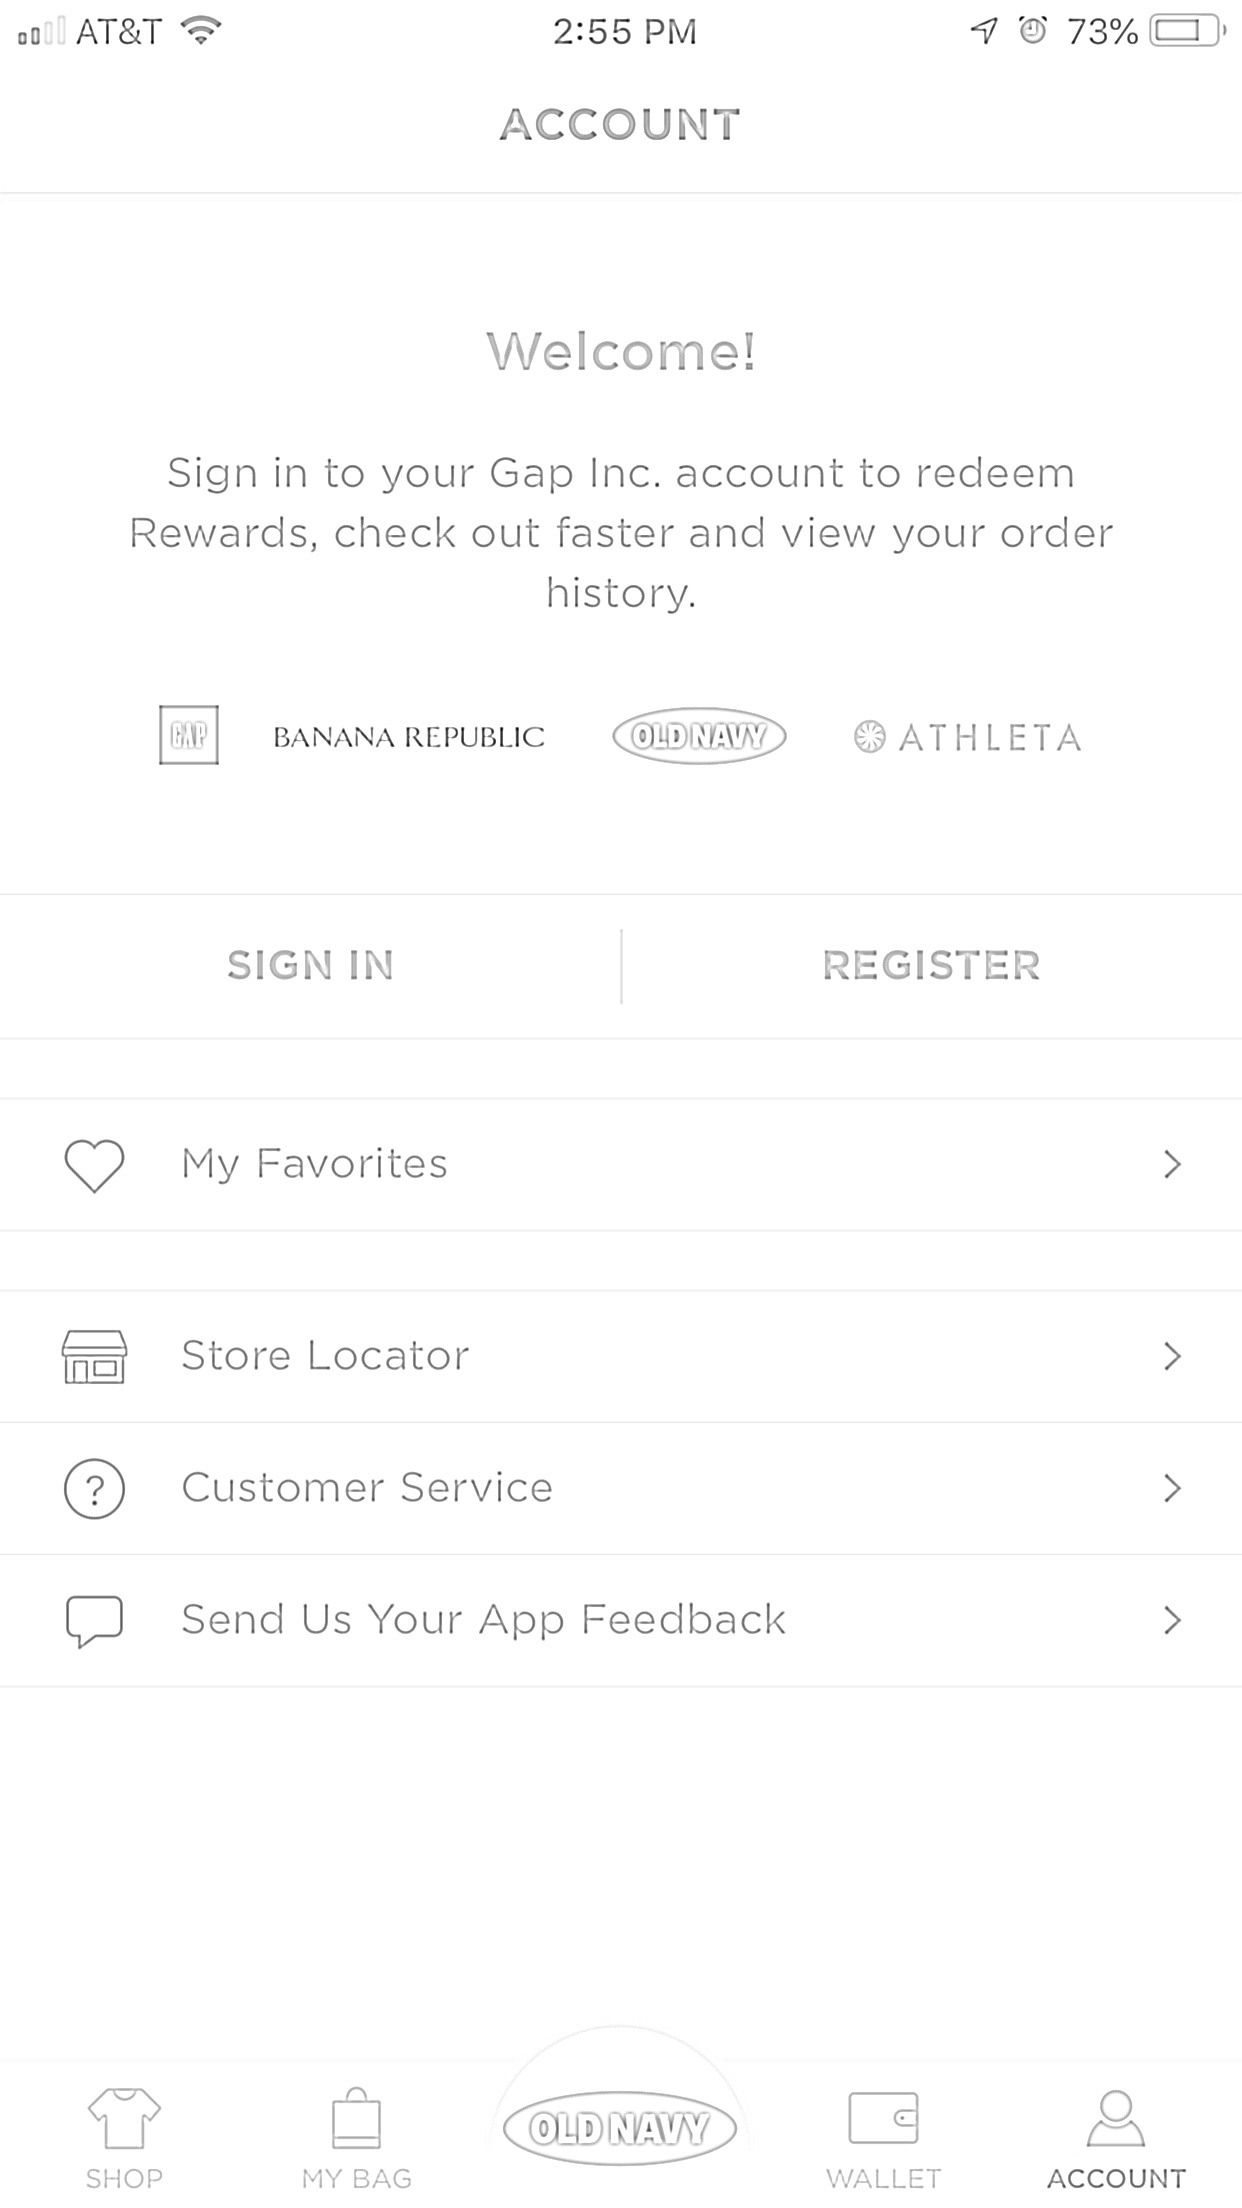 AT&T 2:55 PM 73%
ACCOUNT
Welcome!
Sign in to your Gap Inc. account to redeem
Rewards, check out faster and view your order
history.
GAP BANANA REPUBLIC OLD NAVY ATHLETA
SIGN IN REGISTER
My Favorites
Store Locator
? Customer Service
Send Us Your App Feedback
OLD NAVY
SHOP MY BAG WALLET ACCOUNT